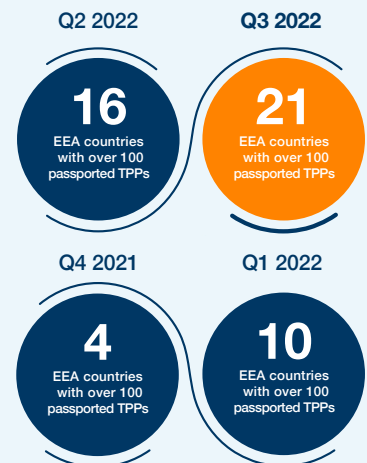 Q2 2022
16
EEA countries
with over 100
passported TPPs
Q3 2022
21
EEA countries
with over 100
passported TPPs
Q4 2021
4
EEA countries
with over 100
passported TPPs
Q1 2022
10
EEA countries
with over 100
passported TPPs